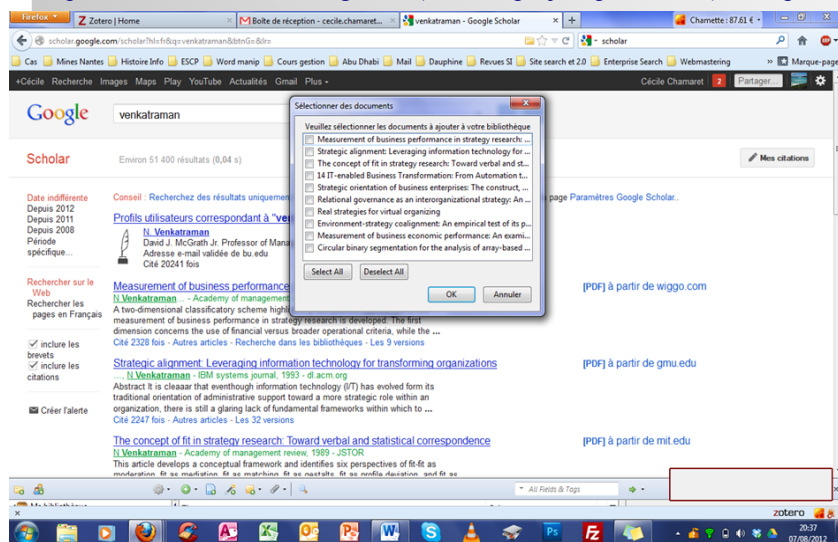 Firefox
Zotero | Home
Boîte de réception - cecile.chamaret...
venkatraman - Google Scholar
Chamette : 87.61 €
scholar.google.com/scholar?hl=fr&q=venkatraman&btnG=&lr=
scholar
Cas
Mines Nantes
Histoire Info
ESCP
Word manip
Cours gestion
Abu Dhabi
Mail
Dauphine
Revues SI
Site search et 2.0
Enterprise Search
Webmastering
Marque-page
+Cécile Recherche Images Maps Play YouTube Actualités Gmail Plus
Cécile Chamaret 2 Partager...
Google
venkatraman
Scholar
Environ 51 400 résultats (0,04 s)
Mes citations
Sélectionner des documents
Veuillez sélectionner les documents à ajouter à votre bibliothèque
Measurement of business performance in strategy research: ...
Strategic alignment: Leveraging information technology for ...
The concept of fit in strategy research: Toward verbal and st...
14 IT-enabled Business Transformation: From Automation t...
Strategic orientation of business enterprises: The construct, ...
Relational governance as an interorganizational strategy: An ...
Real strategies for virtual organizing
Environment-strategy coalignment: An empirical test of its p...
Measurement of business economic performance: An exami...
Circular binary segmentation for the analysis of array-based ...
Select All
Deselect All
OK
Annuler
Date indifférente
Depuis 2012
Depuis 2011
Depuis 2008
Période
spécifique...
Rechercher sur le
Web
Rechercher les
pages en Français
inclure les
brevets
inclure les
citations
Créer l'alerte
Conseil : Recherchez des résultats uniquemen
page Paramètres Google Scholar..
Profils utilisateurs correspondant à "ve
N. Venkatraman
David J. McGrath Jr. Professor of Mana
Adresse e-mail validée de bu.edu
Cité 20241 fois
Measurement of business performance
[PDF] à partir de wiggo.com
N Venkatraman... - Academy of management
A two-dimensional classificatory scheme highli
measurement of business performance in strategy research is developed. The first
dimension concerns the use of financial versus broader operational criteria, while the ...
Cité 2328 fois - Autres articles - Recherche dans les bibliothèques - Les 9 versions
Strategic alignment: Leveraging information technology for transforming organizations
[PDF] à partir de gmu.edu
..., N Venkatraman - IBM systems journal, 1993 - dl.acm.org
Abstract It is cleaar that eventhough information technology (I/T) has evolved form its
traditional orientation of administrative support toward a more strategic role within an
organization, there is still a glaring lack of fundamental frameworks within which to ...
Cité 2247 fois - Autres articles - Les 32 versions
The concept of fit in strategy research: Toward verbal and statistical correspondence
[PDF] à partir de mit.edu
N Venkatraman - Academy of management review, 1989 - JSTOR
This article develops a conceptual framework and identifies six perspectives of fit-fit as
moderation, fit as mediation, fit as matching, fit as gestalts, fit as profile deviation, and fit as
All Fields & Tags
zotero
20:37
07/08/2012